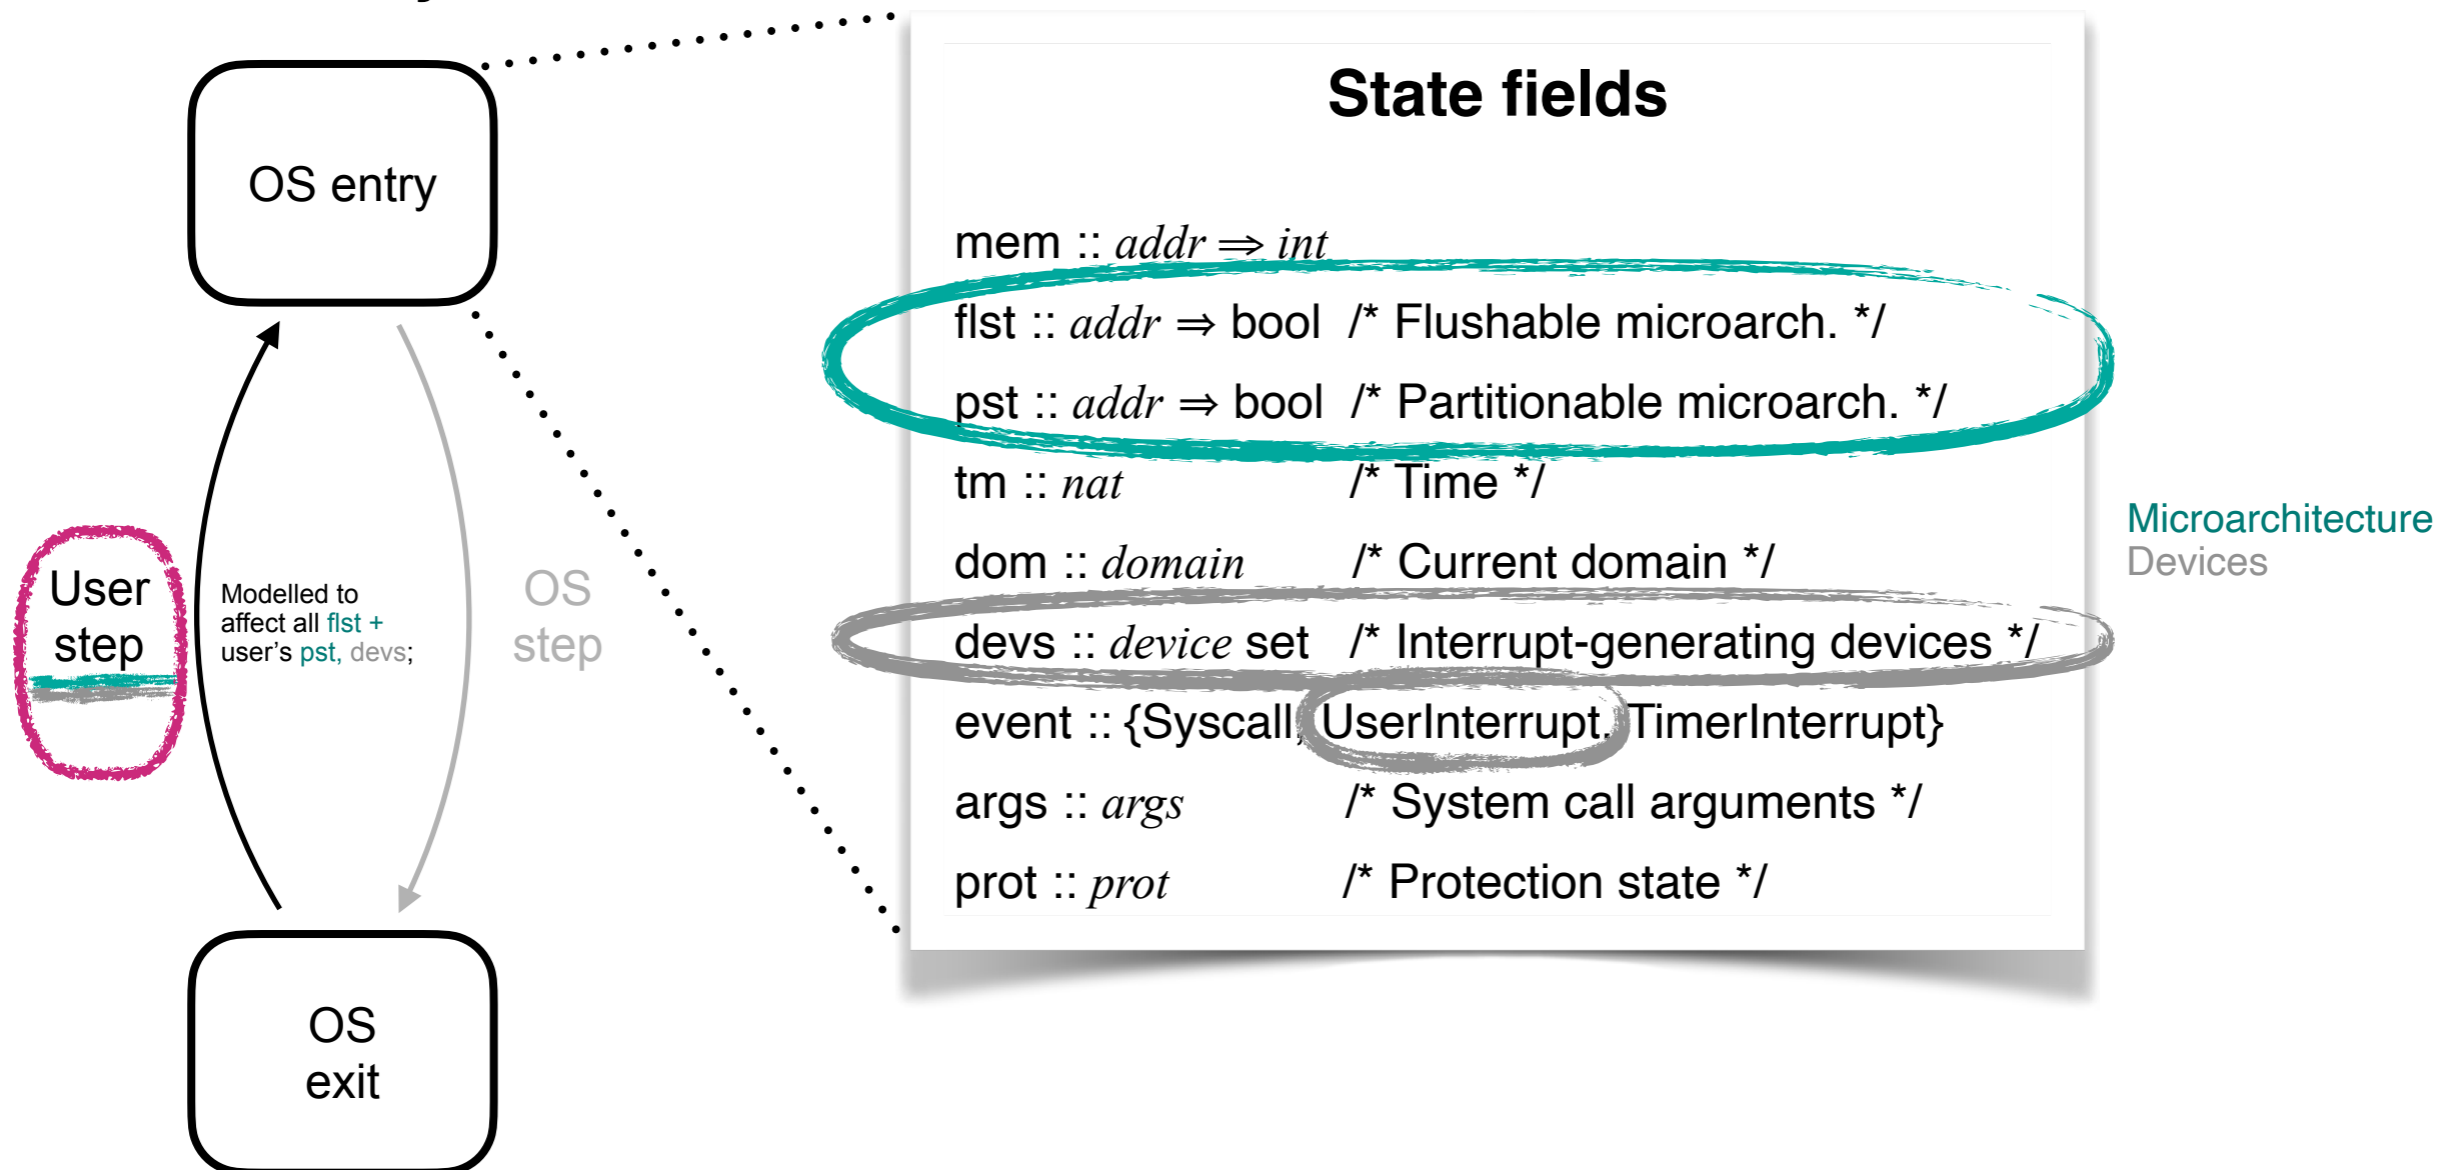 OS entry
User
step
Modelled to
affect all flst +
user's pst, devs;
OS
step
OS
exit
State fields
mem :: addr ⇒ int
flst :: addr ⇒ bool /* Flushable microarch. */
pst :: addr ⇒ bool /* Partitionable microarch. */
tm :: nat /* Time */
dom :: domain /* Current domain */
devs :: device set /* Interrupt-generating devices */
event :: {Syscall, UserInterrupt, TimerInterrupt}
args :: args /* System call arguments */
prot :: prot /* Protection state */
Microarchitecture
Devices